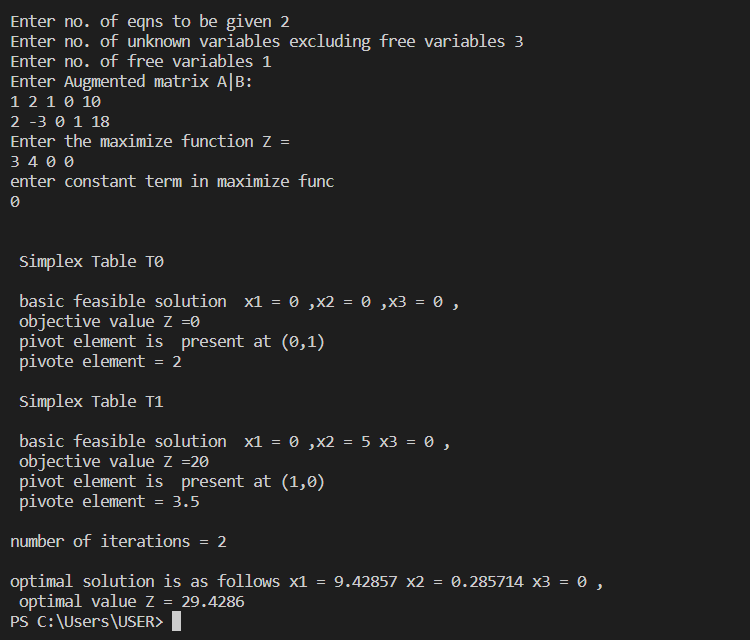 Enter no. of eqns to be given 2
Enter no. of unknown variables excluding free variables 3
Enter no. of free variables 1
Enter Augmented matrix A|B:
1 2 1 0 10
2 -3 0 1 18
Enter the maximize function Z =
3 4 0 0
enter constant term in maximize func
0
Simplex Table T0
basic feasible solution  x1 = 0 ,x2 = 0 ,x3 = 0 ,
objective value Z =0
pivot element is  present at (0,1)
pivote element = 2
Simplex Table T1
basic feasible solution  x1 = 0 ,x2 = 5 x3 = 0 ,
objective value Z =20
pivot element is  present at (1,0)
pivote element = 3.5
number of iterations = 2
optimal solution is as follows x1 = 9.42857 x2 = 0.285714 x3 = 0 ,
optimal value Z = 29.4286
PS C:\Users\USER>